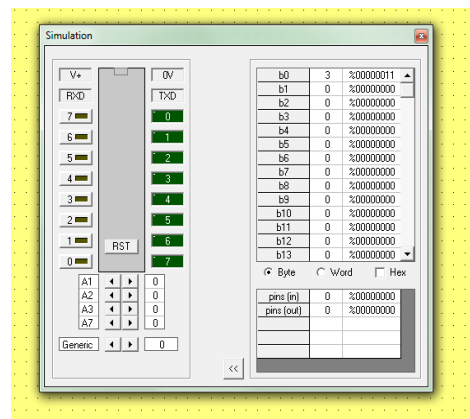 Simulation
V+ 0V
RXD TXD
7 0
6 1
5 2
4 3
3 4
2 5
1 6
RST
0 7
A1 0
A2 0
A3 0
A7 0
Generic 0
<<
b0 3 %00000011
b1 0 %00000000
b2 0 %00000000
b3 0 %00000000
b4 0 %00000000
b5 0 %00000000
b6 0 %00000000
b7 0 %00000000
b8 0 %00000000
b9 0 %00000000
b10 0 %00000000
b11 0 %00000000
b12 0 %00000000
b13 0 %00000000
Byte Word Hex
pins (in) 0 %00000000
pins (out) 0 %00000000